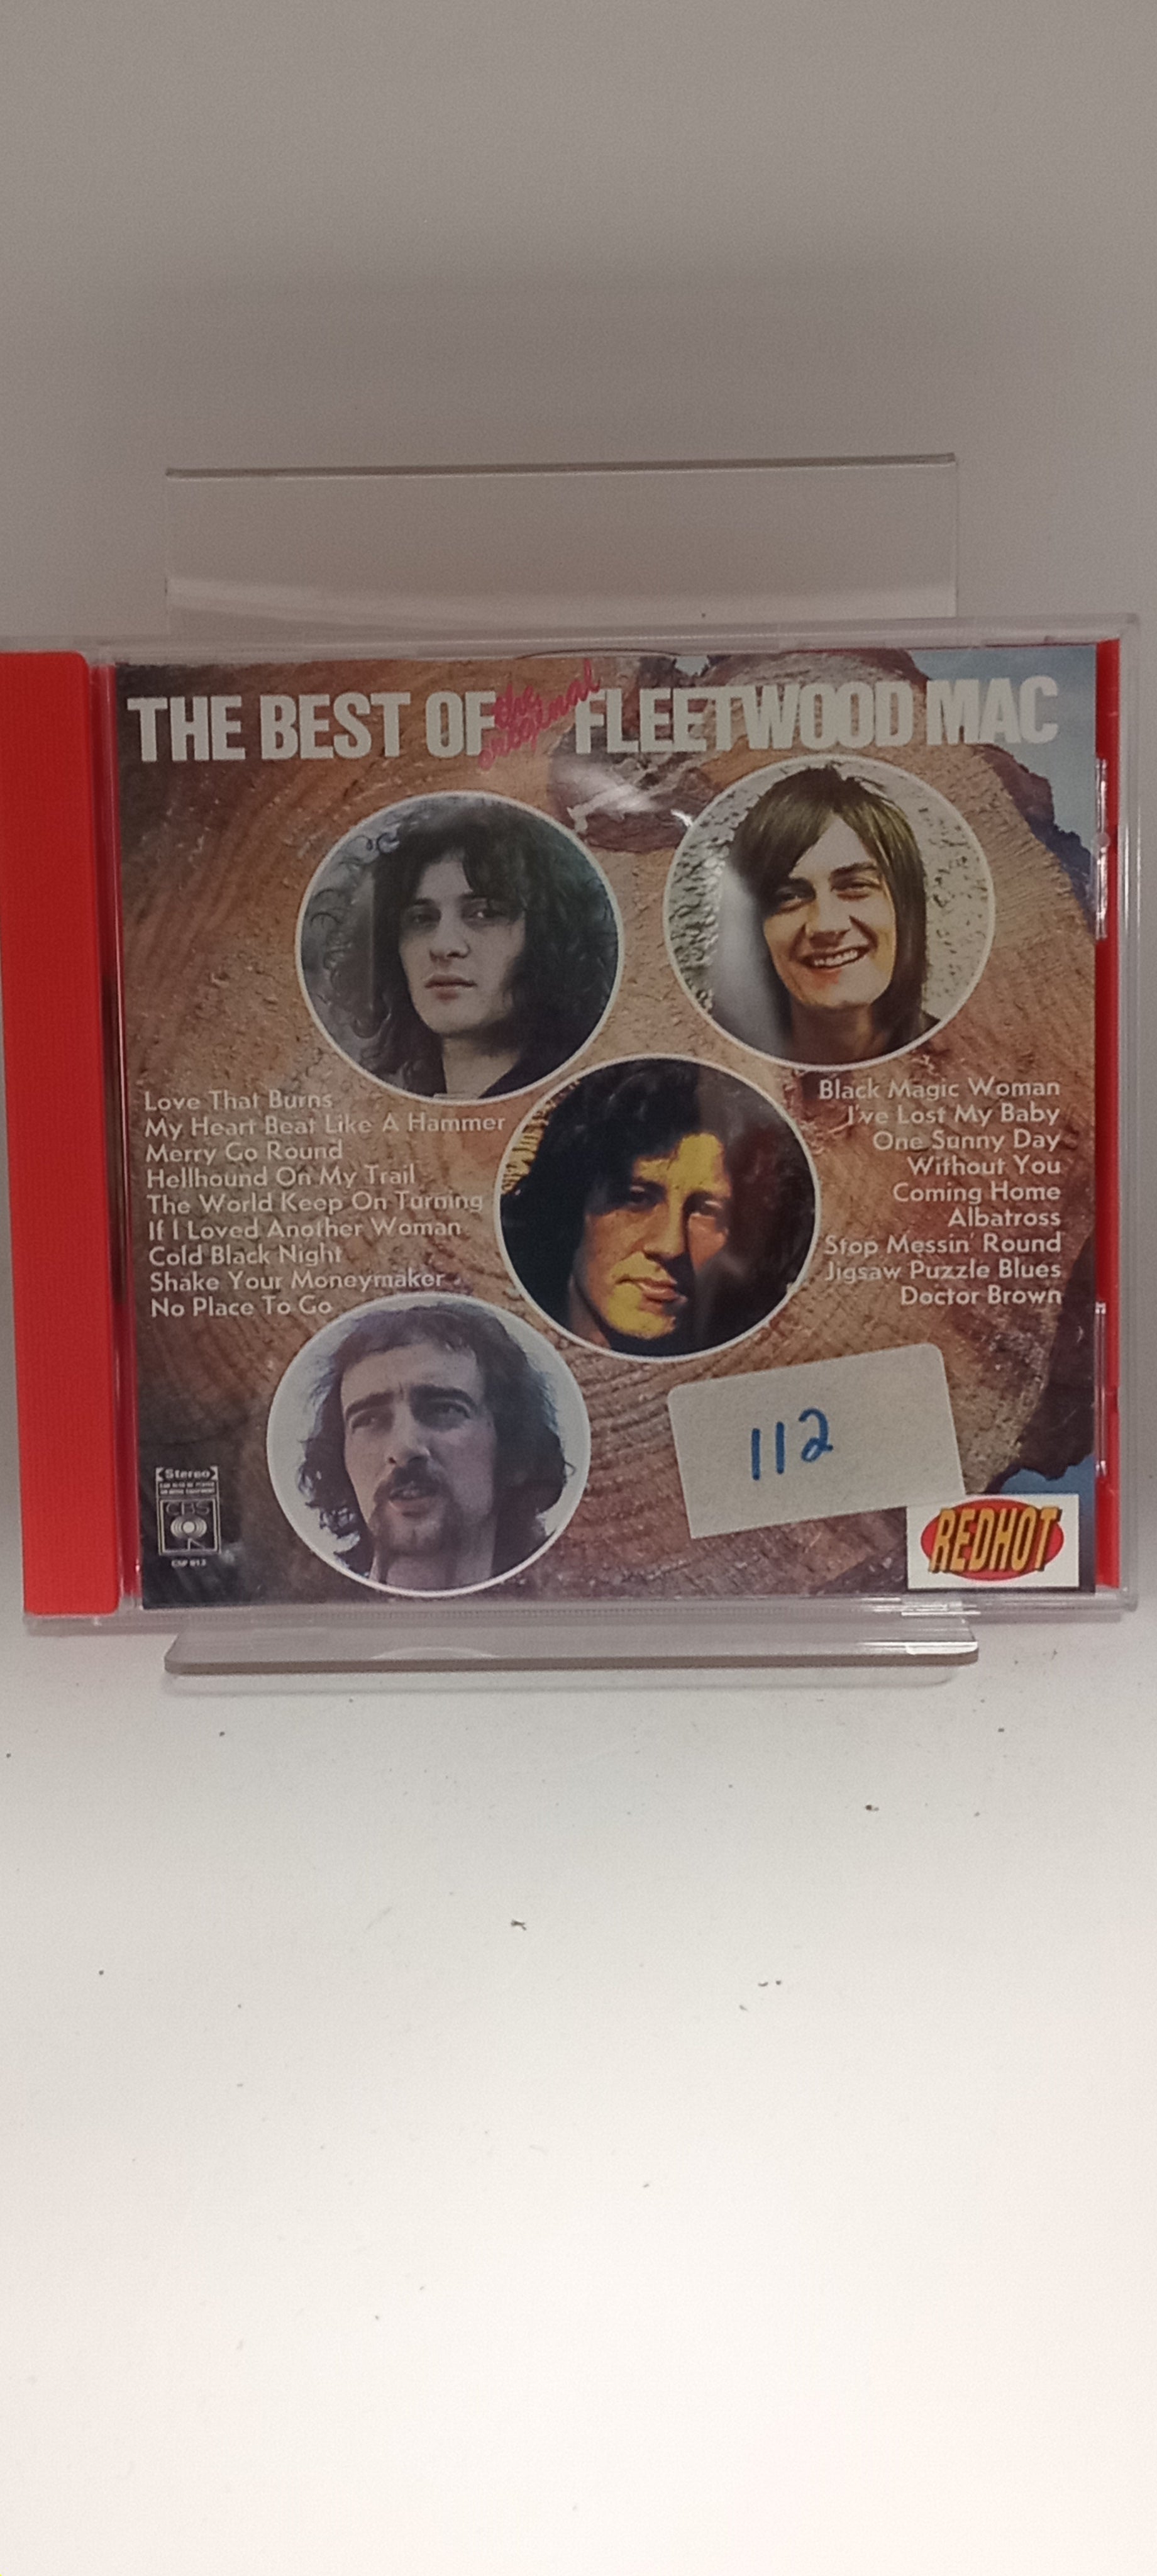 THE BEST OF the original FLEETWOOD MAC
Love That Burns
My Heart Beat Like A Hammer
Merry Go Round
Hellhound On My Trail
The World Keep On Turning
If I Loved Another Woman
Cold Black Night
Shake Your Moneymaker
No Place To Go
Black Magic Woman
I've Lost My Baby
One Sunny Day
Without You
Coming Home
Albatross
Stop Messin' Round
Jigsaw Puzzle Blues
Doctor Brown
112
Stereo
CBS
REDHOT